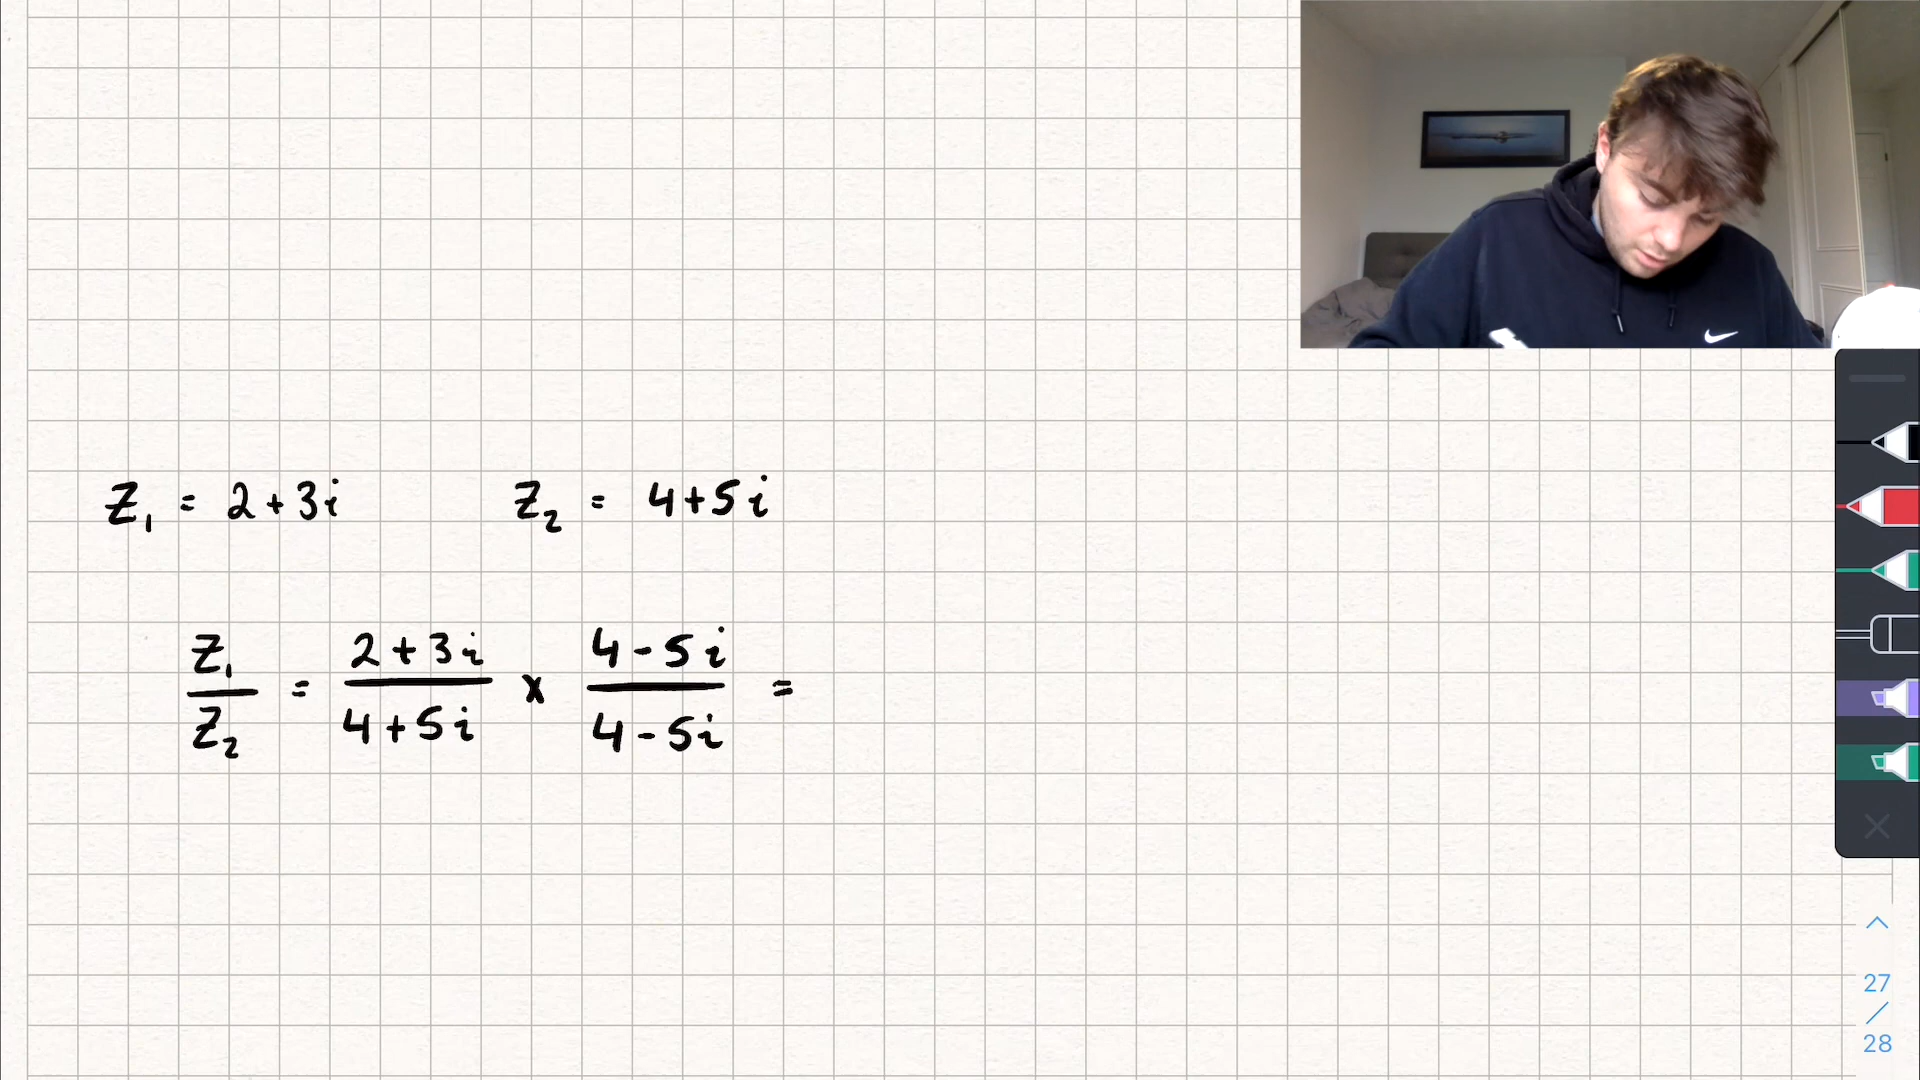 Z₁ = 2+3i Z₂ = 4+5i
Z₁/Z₂ = (2+3i)/(4+5i) x (4-5i)/(4-5i) =
27
/
28